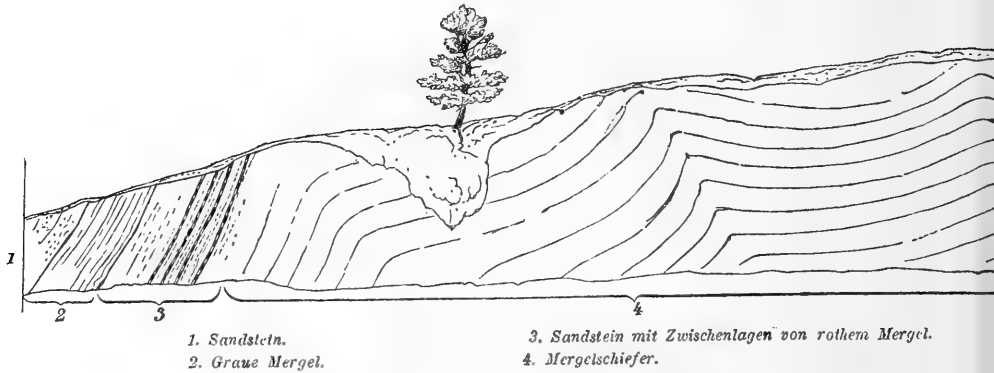 1
2 3 4
1. Sandstein.
2. Graue Mergel.
3. Sandstein mit Zwischenlagen von rothem Mergel.
4. Mergelschiefer.